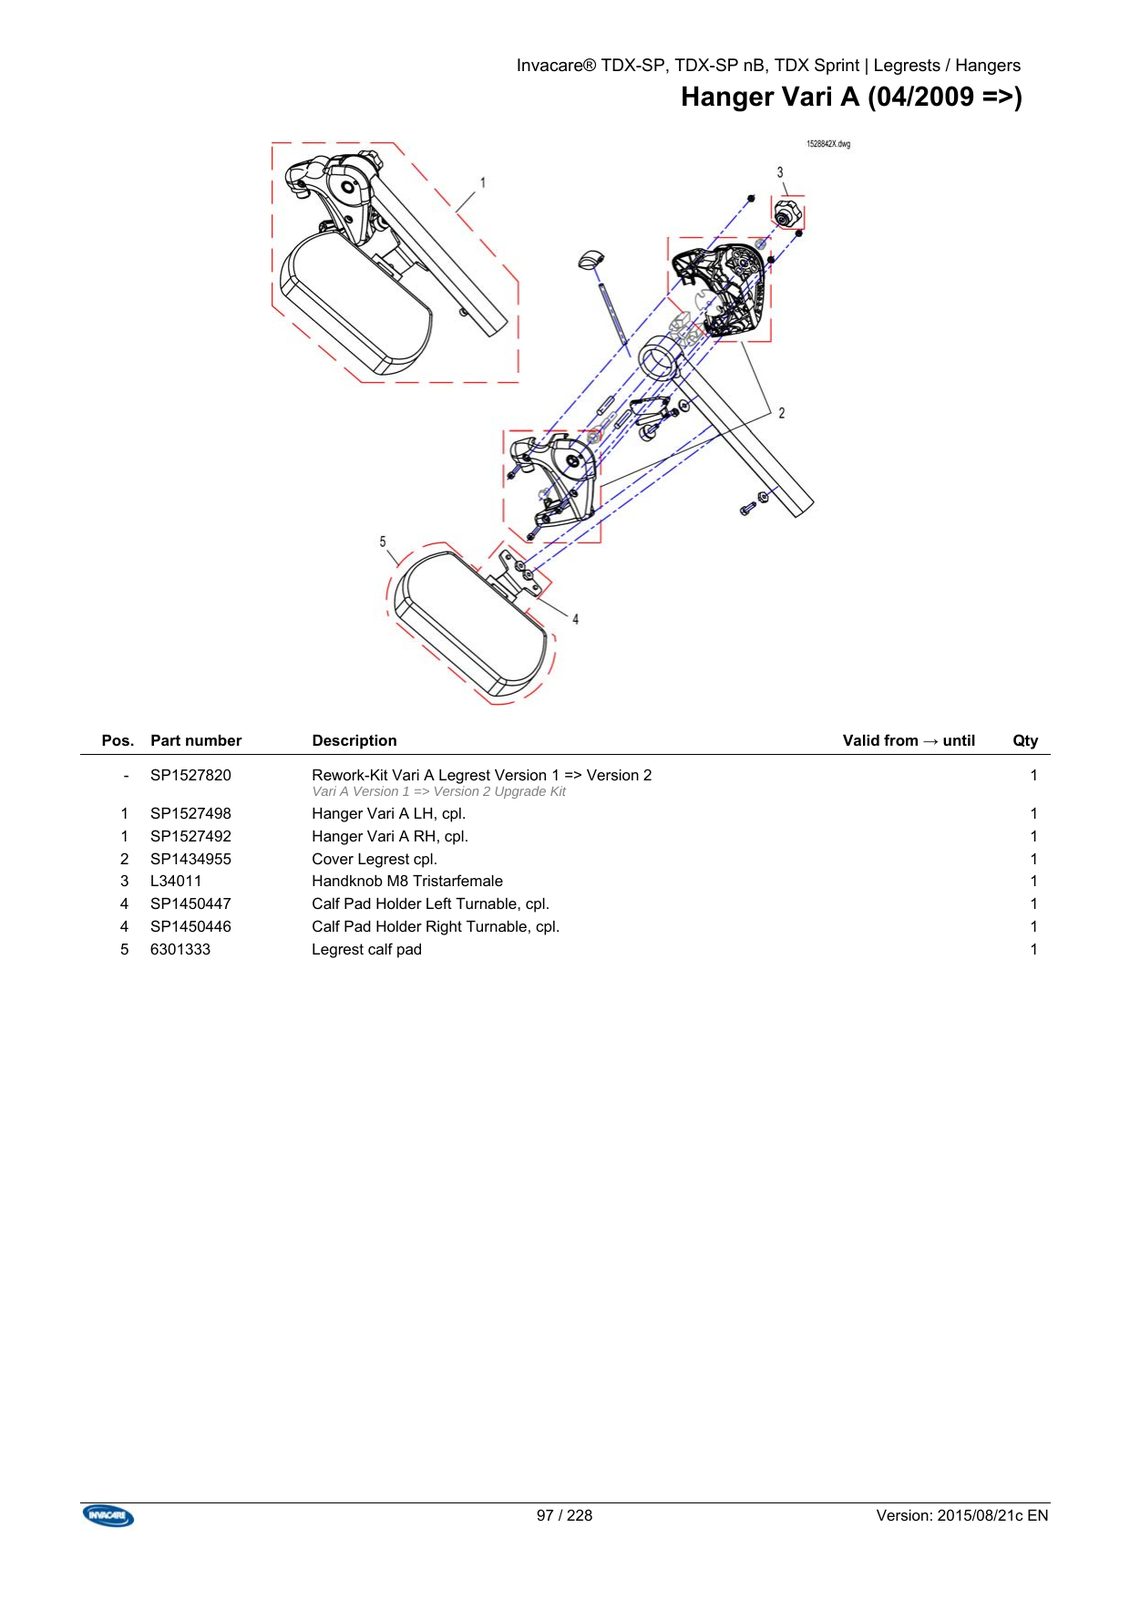 Invacare® TDX-SP, TDX-SP nB, TDX Sprint | Legrests / Hangers
Hanger Vari A (04/2009 =>)
1528842X.dwg
3
1
2
5
4
Pos. Part number Description Valid from → until Qty
- SP1527820 Rework-Kit Vari A Legrest Version 1 => Version 2 1
Vari A Version 1 => Version 2 Upgrade Kit
1 SP1527498 Hanger Vari A LH, cpl. 1
1 SP1527492 Hanger Vari A RH, cpl. 1
2 SP1434955 Cover Legrest cpl. 1
3 L34011 Handknob M8 Tristarfemale 1
4 SP1450447 Calf Pad Holder Left Turnable, cpl. 1
4 SP1450446 Calf Pad Holder Right Turnable, cpl. 1
5 6301333 Legrest calf pad 1
INVACARE 97 / 228 Version: 2015/08/21c EN